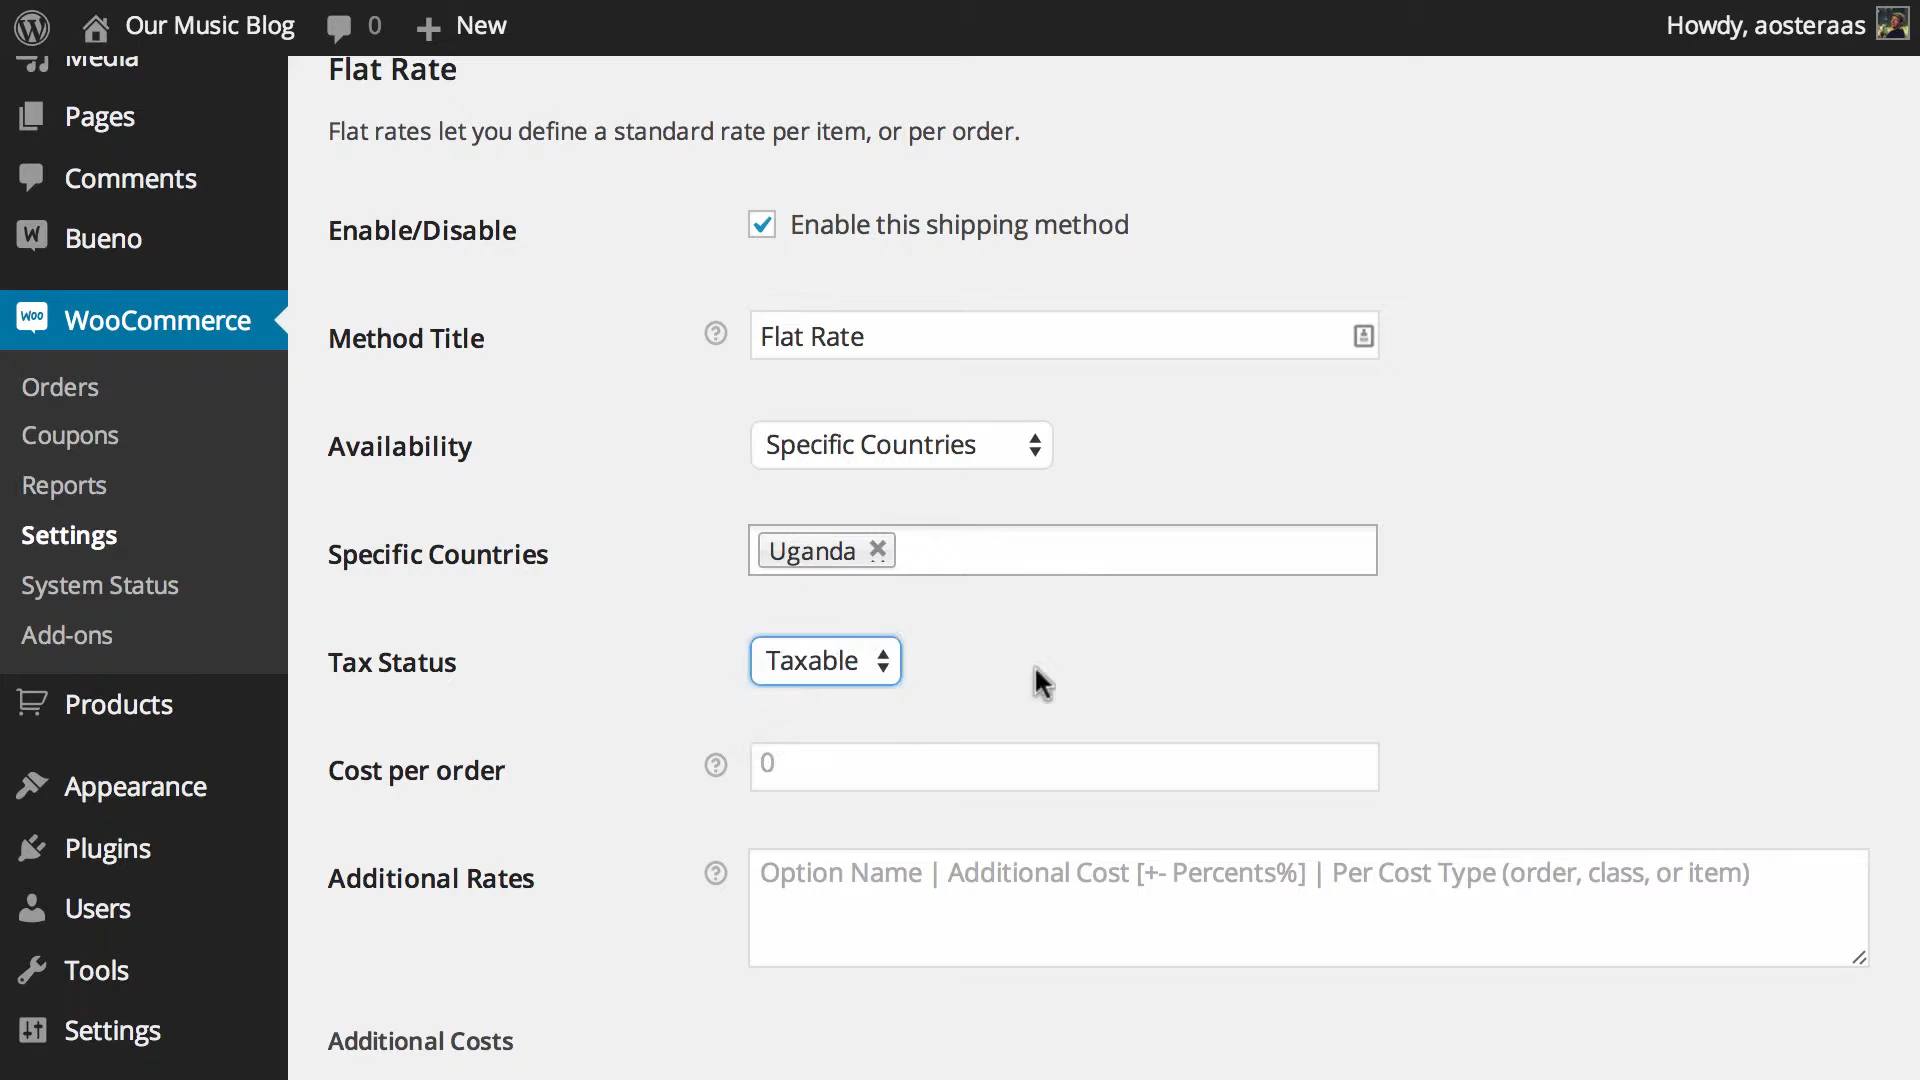 Our Music Blog
0
New
Howdy, aosteraas
Media
Pages
Comments
Bueno
WooCommerce
Orders
Coupons
Reports
Settings
System Status
Add-ons
Products
Appearance
Plugins
Users
Tools
Settings
Flat Rate
Flat rates let you define a standard rate per item, or per order.
Enable/Disable
Enable this shipping method
Method Title
Flat Rate
Availability
Specific Countries
Specific Countries
Uganda
Tax Status
Taxable
Cost per order
0
Additional Rates
Option Name | Additional Cost [+- Percents%] | Per Cost Type (order, class, or item)
Additional Costs